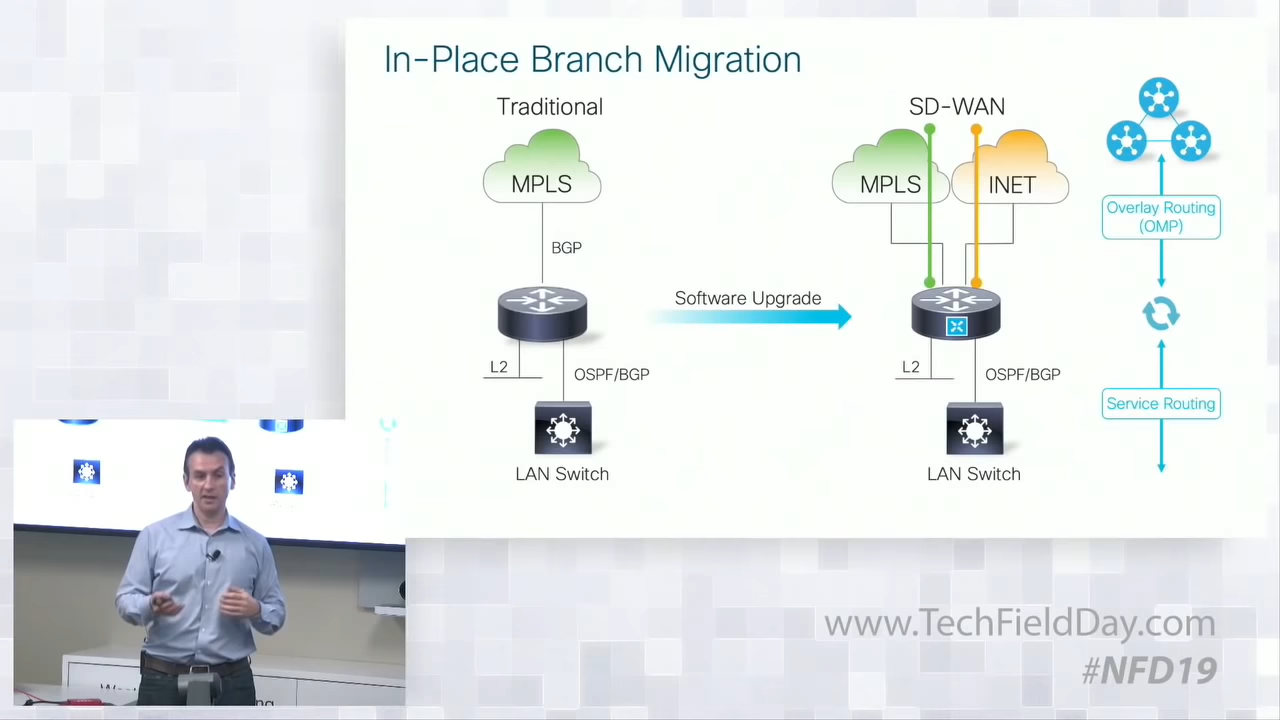 In-Place Branch Migration
Traditional
MPLS
BGP
L2
OSPF/BGP
LAN Switch
Software Upgrade
SD-WAN
MPLS
INET
L2
OSPF/BGP
LAN Switch
Overlay Routing
(OMP)
Service Routing
www.TechFieldDay.com
#NFD19